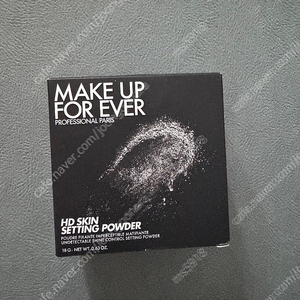 MAKE UP
FOR EVER
PROFESSIONAL PARIS
HD SKIN
SETTING POWDER
POUDRE FIXANTE IMPERCEPTIBLE MATIFIANTE
UNDETECTABLE SHINE CONTROL SETTING POWDER
18 G - NET WT. 0.63 OZ.